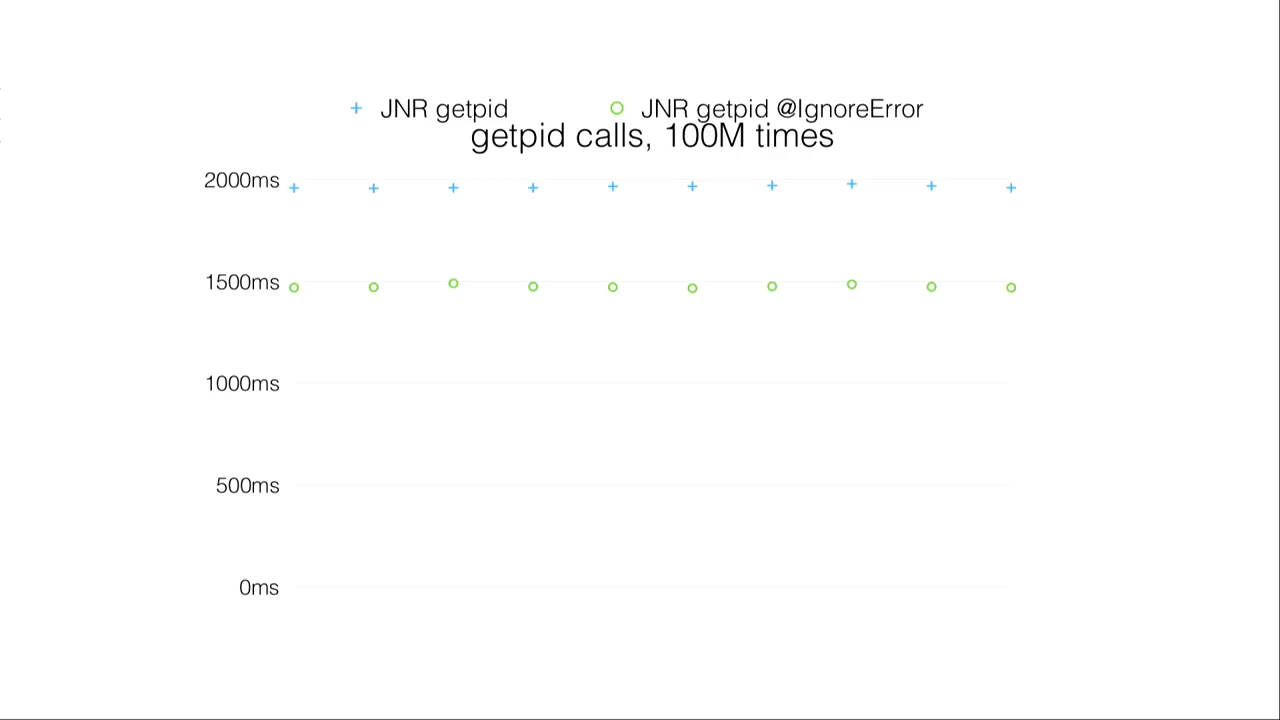 JNR getpid
JNR getpid @IgnoreError
getpid calls, 100M times
2000ms
1500ms
1000ms
500ms
0ms